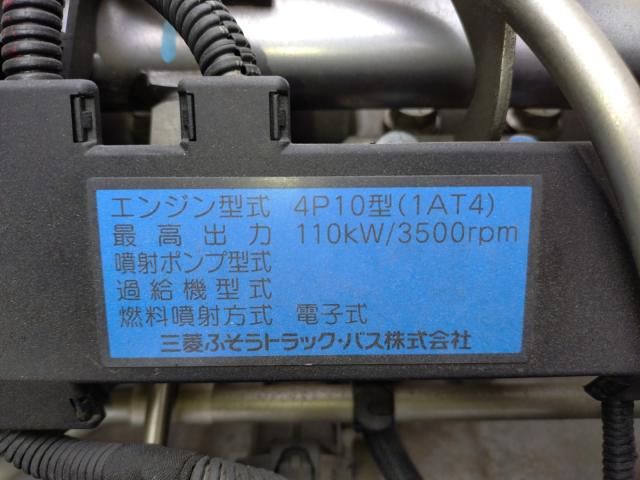 エンジン型式 4P10型(1AT4)
最高出力 110kW/3500rpm
噴射ポンプ型式
過給機型式
燃料噴射方式 電子式
三菱ふそうトラック・バス株式会社